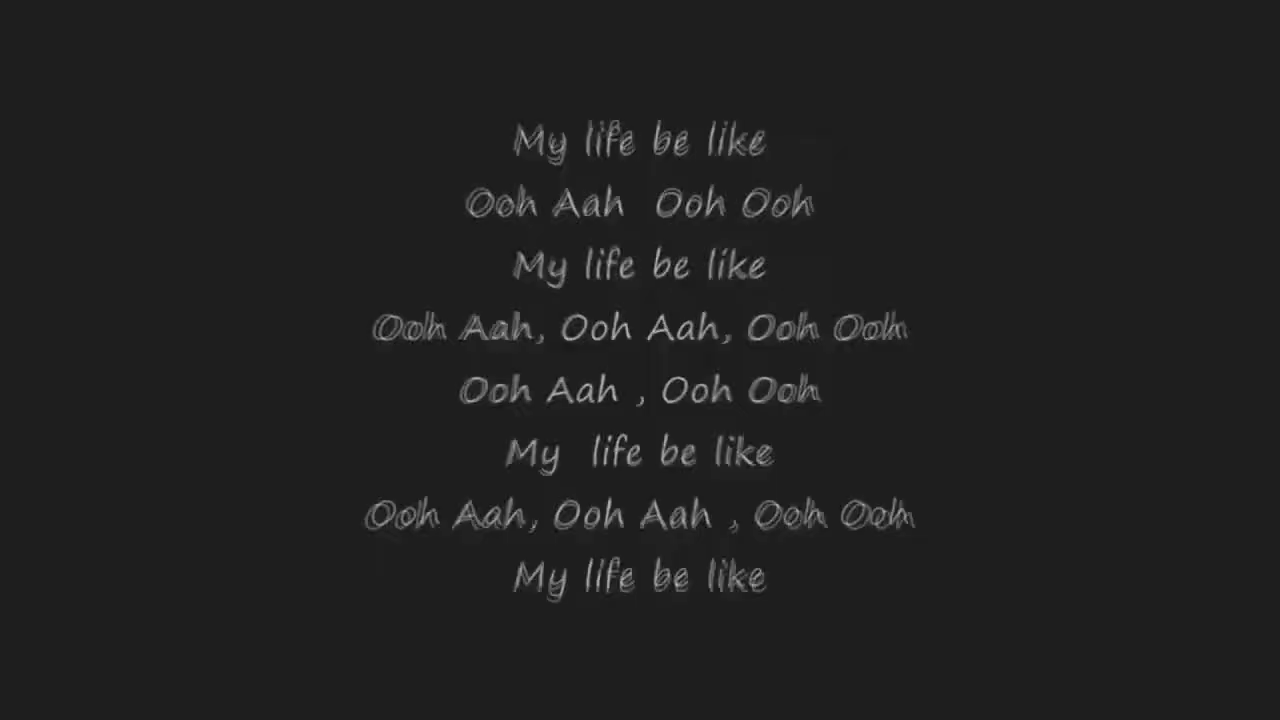 My life be like
Ooh Aah Ooh Ooh
My life be like
Ooh Aah, Ooh Aah, Ooh Ooh
Ooh Aah , Ooh Ooh
My life be like
Ooh Aah, Ooh Aah , Ooh Ooh
My life be like